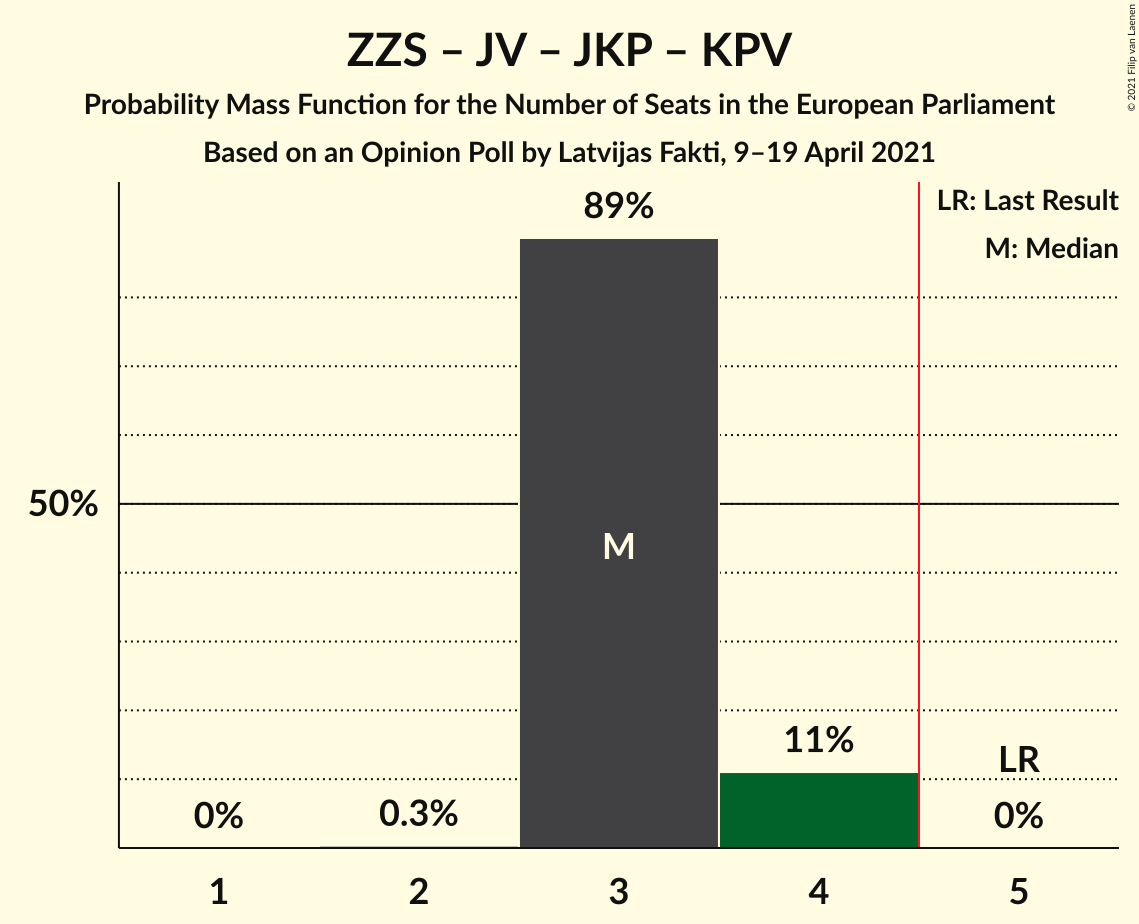 ZZS – JV – JKP – KPV
Probability Mass Function for the Number of Seats in the European Parliament
Based on an Opinion Poll by Latvijas Fakti, 9–19 April 2021
© 2021 Filip van Laenen
LR: Last Result
M: Median
89%
50%
M
11%
LR
0%
0.3%
0%
1
2
3
4
5